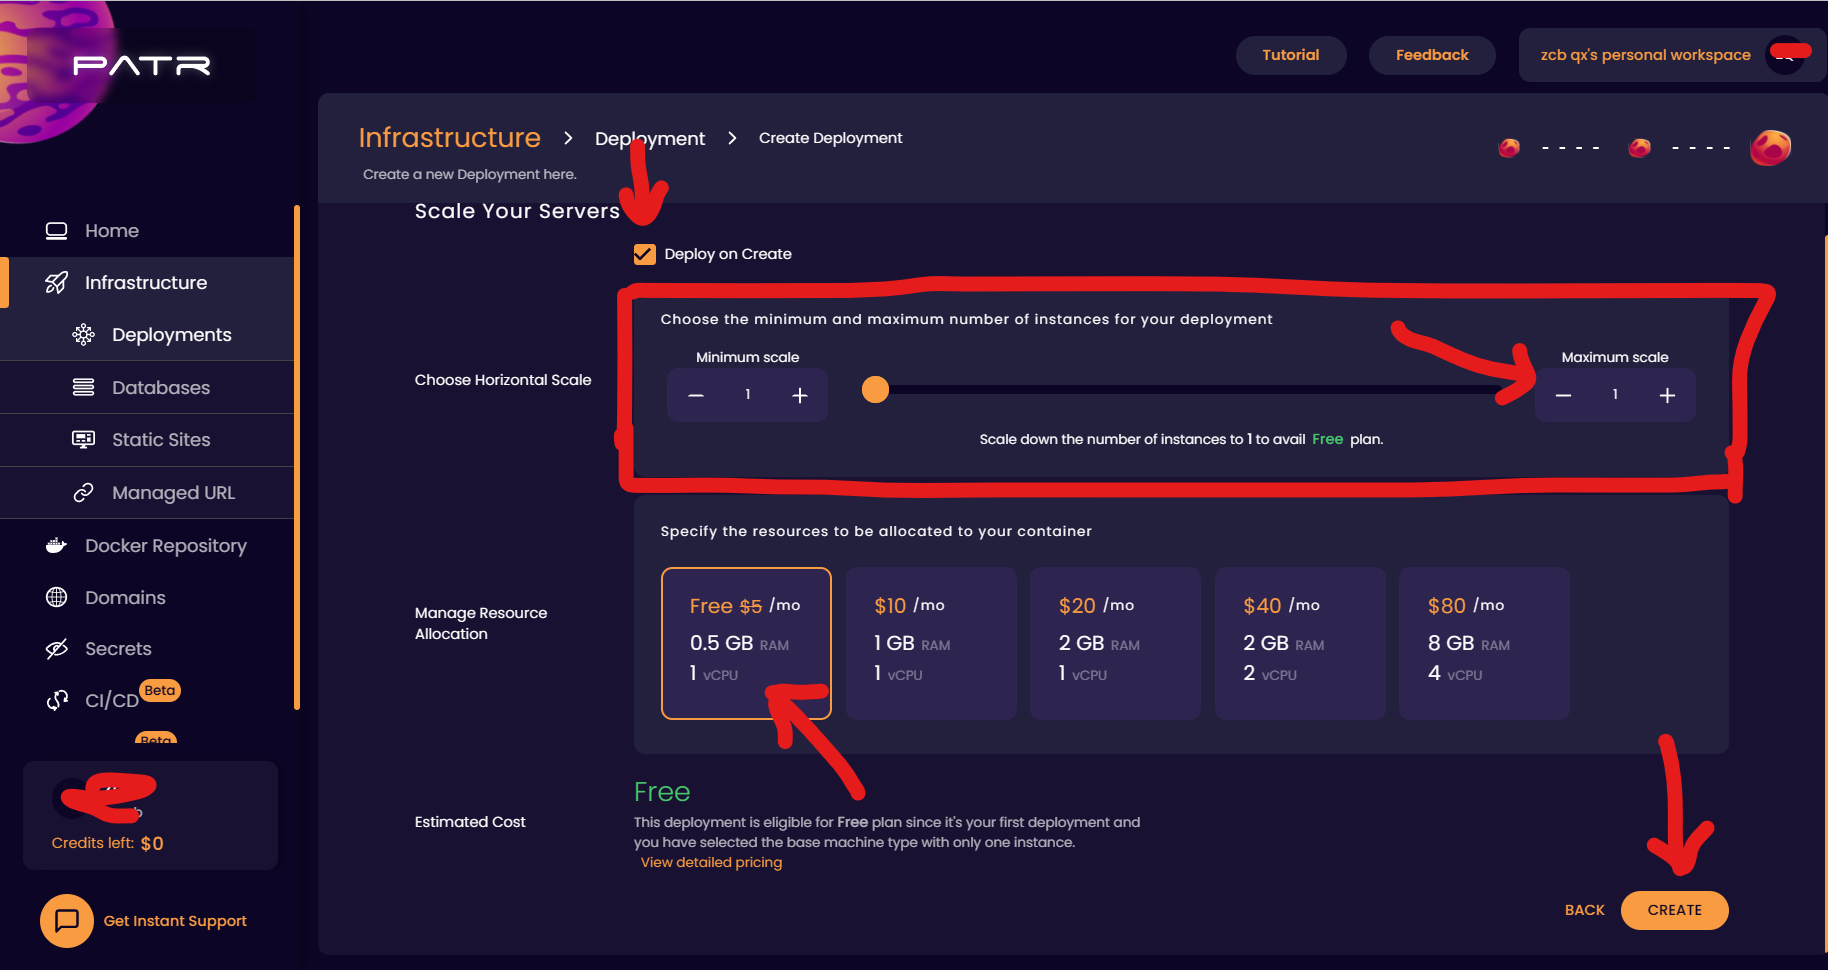 PATR
Tutorial
Feedback
zcb qx's personal workspace
Infrastructure > Deployment > Create Deployment
Create a new Deployment here.
Home
Infrastructure
Deployments
Databases
Static Sites
Managed URL
Docker Repository
Domains
Secrets
CI/CD Beta
Beta
Credits left: $0
Get Instant Support
Scale Your Servers
Deploy on Create
Choose Horizontal Scale
Choose the minimum and maximum number of instances for your deployment
Minimum scale
Maximum scale
− 1 +
− 1 +
Scale down the number of instances to 1 to avail Free plan.
Manage Resource
Allocation
Specify the resources to be allocated to your container
Free $5 /mo
0.5 GB RAM
1 vCPU
$10 /mo
1 GB RAM
1 vCPU
$20 /mo
2 GB RAM
1 vCPU
$40 /mo
2 GB RAM
2 vCPU
$80 /mo
8 GB RAM
4 vCPU
Estimated Cost
Free
This deployment is eligible for Free plan since it's your first deployment and
you have selected the base machine type with only one instance.
View detailed pricing
BACK
CREATE